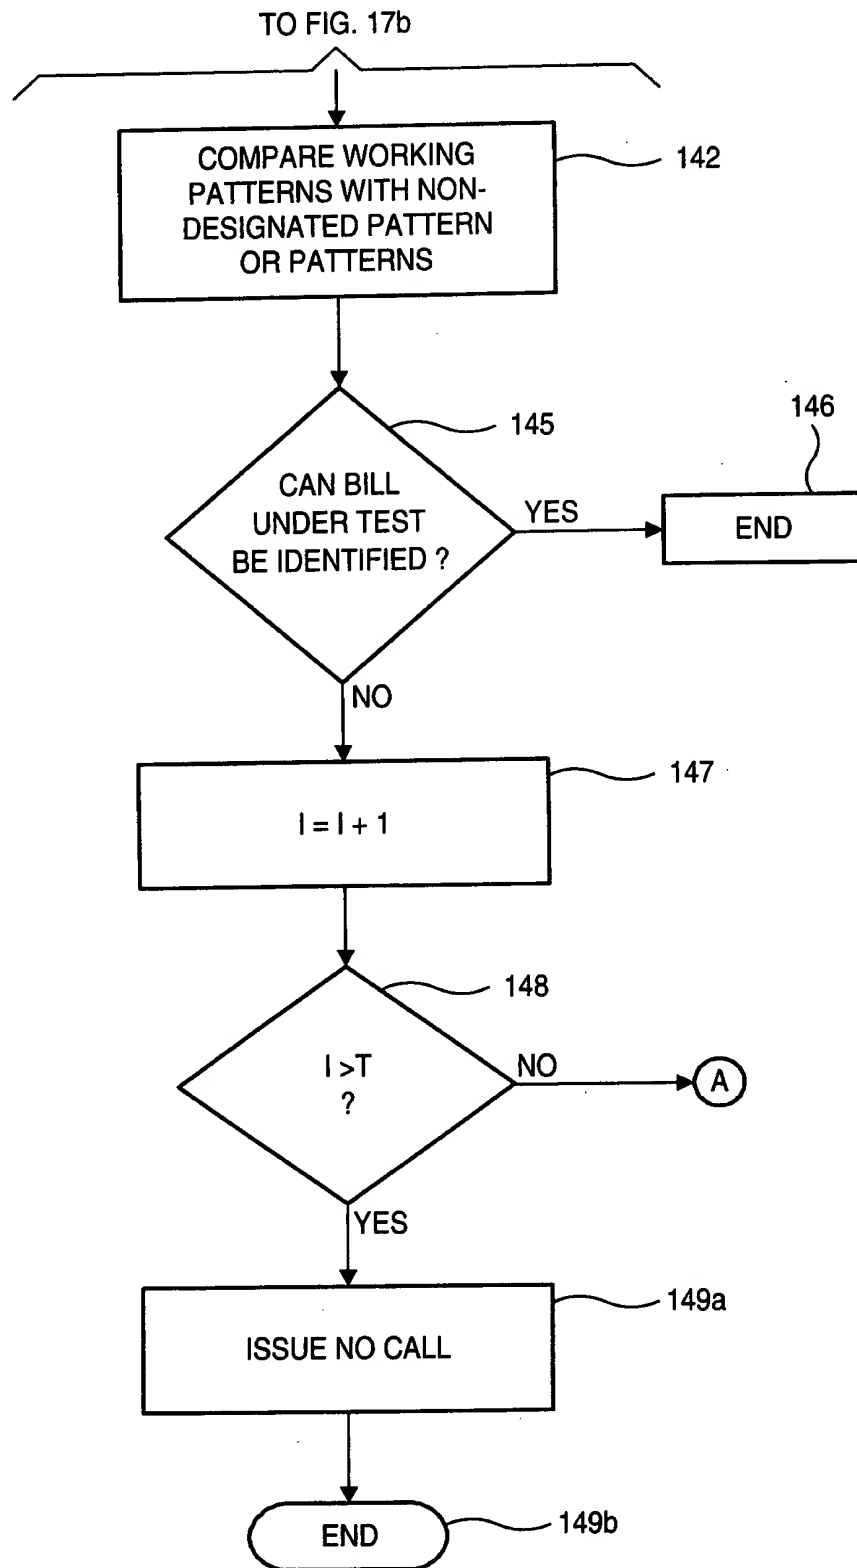 TO FIG. 17b
COMPARE WORKING
PATTERNS WITH NON-
DESIGNATED PATTERN
OR PATTERNS
142
145
146
CAN BILL
UNDER TEST
BE IDENTIFIED ?
YES
END
NO
147
I = I + 1
148
I >T
?
NO
A
YES
149a
ISSUE NO CALL
END
149b